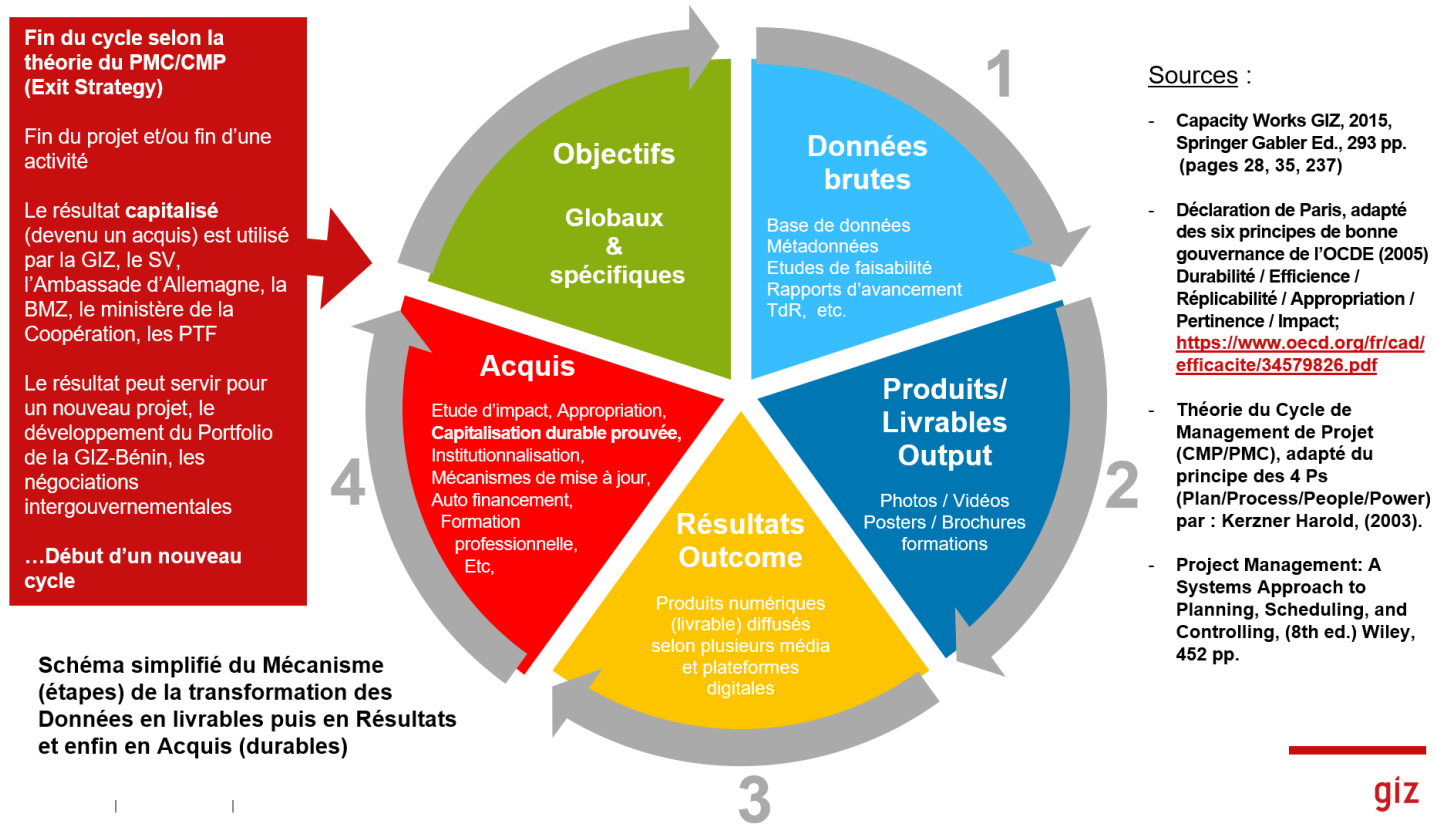 Fin du cycle selon la
théorie du PMC/CMP
(Exit Strategy)
Fin du projet et/ou fin d’une
activité
Le résultat capitalisé
(devenu un acquis) est utilisé
par la GIZ, le SV,
l’Ambassade d’Allemagne, la
BMZ, le ministère de la
Coopération, les PTF
Le résultat peut servir pour
un nouveau projet, le
développement du Portfolio
de la GIZ-Bénin, les
négociations
intergouvernementales
…Début d’un nouveau
cycle
Objectifs
Globaux
&
spécifiques
1
Données
brutes
Base de données
Métadonnées
Etudes de faisabilité
Rapports d’avancement
TdR, etc.
2
Produits/
Livrables
Output
Photos / Vidéos
Posters / Brochures
formations
3
Résultats
Outcome
Produits numériques
(livrable) diffusés
selon plusieurs média
et plateformes
digitales
4
Acquis
Etude d’impact, Appropriation,
Capitalisation durable prouvée,
Institutionnalisation,
Mécanismes de mise à jour,
Auto financement,
Formation
professionnelle,
Etc,
Schéma simplifié du Mécanisme
(étapes) de la transformation des
Données en livrables puis en Résultats
et enfin en Acquis (durables)
Sources :
- Capacity Works GIZ, 2015,
Springer Gabler Ed., 293 pp.
(pages 28, 35, 237)
- Déclaration de Paris, adapté
des six principes de bonne
gouvernance de l’OCDE (2005)
Durabilité / Efficience /
Réplicabilité / Appropriation /
Pertinence / Impact;
https://www.oecd.org/fr/cad/
efficacite/34579826.pdf
- Théorie du Cycle de
Management de Projet
(CMP/PMC), adapté du
principe des 4 Ps
(Plan/Process/People/Power)
par : Kerzner Harold, (2003).
- Project Management: A
Systems Approach to
Planning, Scheduling, and
Controlling, (8th ed.) Wiley,
452 pp.
giz